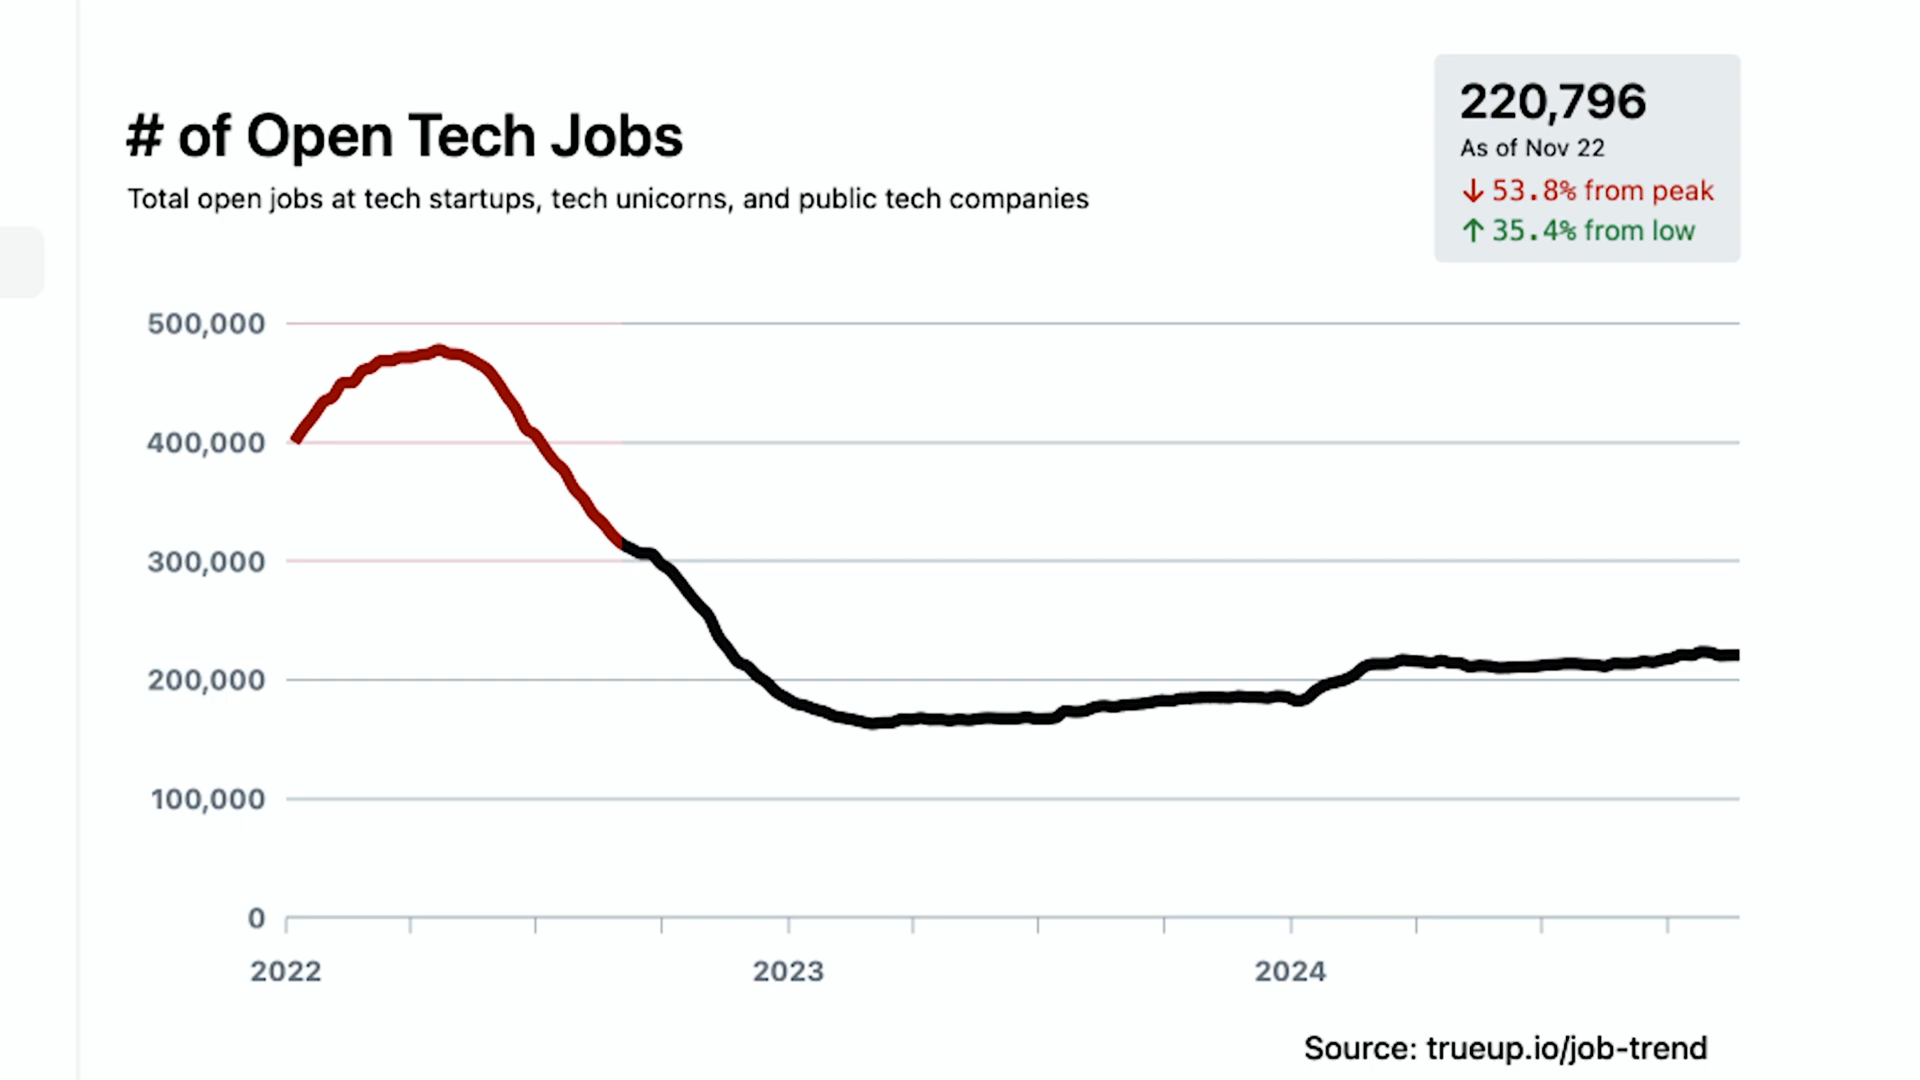 # of Open Tech Jobs
Total open jobs at tech startups, tech unicorns, and public tech companies
220,796
As of Nov 22
↓ 53.8% from peak
↑ 35.4% from low
500,000
400,000
300,000
200,000
100,000
0
2022
2023
2024
Source: trueup.io/job-trend